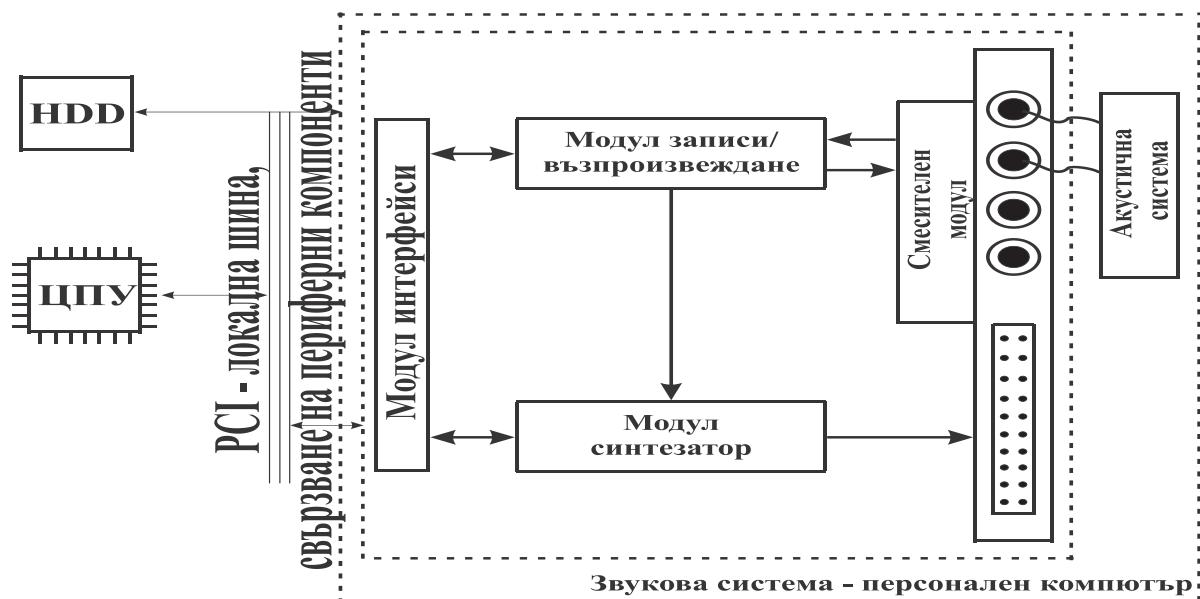 HDD
ЦПУ
PCI - локална шина,
свързване на периферни компоненти
Модул интерфейси
Модул записи/
възпроизвеждане
Модул
синтезатор
Смесителен
модул
Акустична
система
Звукова система - персонален компютър